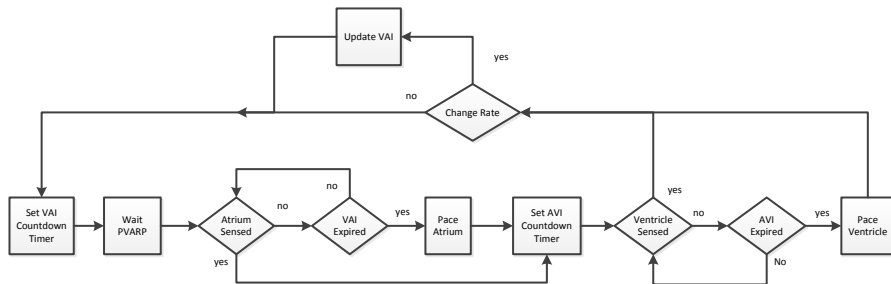 Update VAI
yes
no
Change Rate
Set VAI
Countdown
Timer
Wait
PVARP
Atrium
Sensed
no
yes
no
VAI
Expired
yes
Pace
Atrium
Set AVI
Countdown
Timer
Ventricle
Sensed
yes
no
AVI
Expired
yes
No
Pace
Ventricle